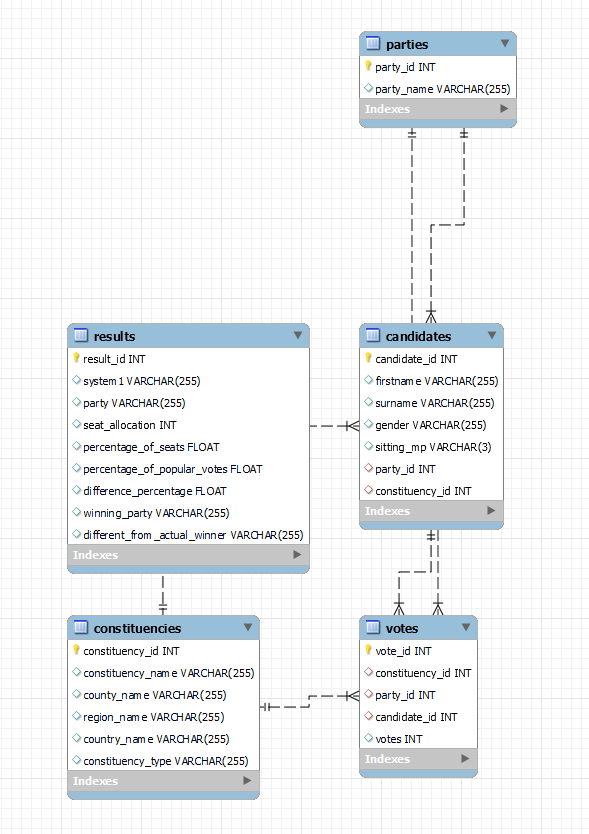 parties
party_id INT
party_name VARCHAR(255)
Indexes
results
result_id INT
system1 VARCHAR(255)
party VARCHAR(255)
seat_allocation INT
percentage_of_seats FLOAT
percentage_of_popular_votes FLOAT
difference_percentage FLOAT
winning_party VARCHAR(255)
different_from_actual_winner VARCHAR(255)
Indexes
candidates
candidate_id INT
firstname VARCHAR(255)
surname VARCHAR(255)
gender VARCHAR(255)
sitting_mp VARCHAR(3)
party_id INT
constituency_id INT
Indexes
constituencies
constituency_id INT
constituency_name VARCHAR(255)
county_name VARCHAR(255)
region_name VARCHAR(255)
country_name VARCHAR(255)
constituency_type VARCHAR(255)
Indexes
votes
vote_id INT
constituency_id INT
party_id INT
candidate_id INT
votes INT
Indexes